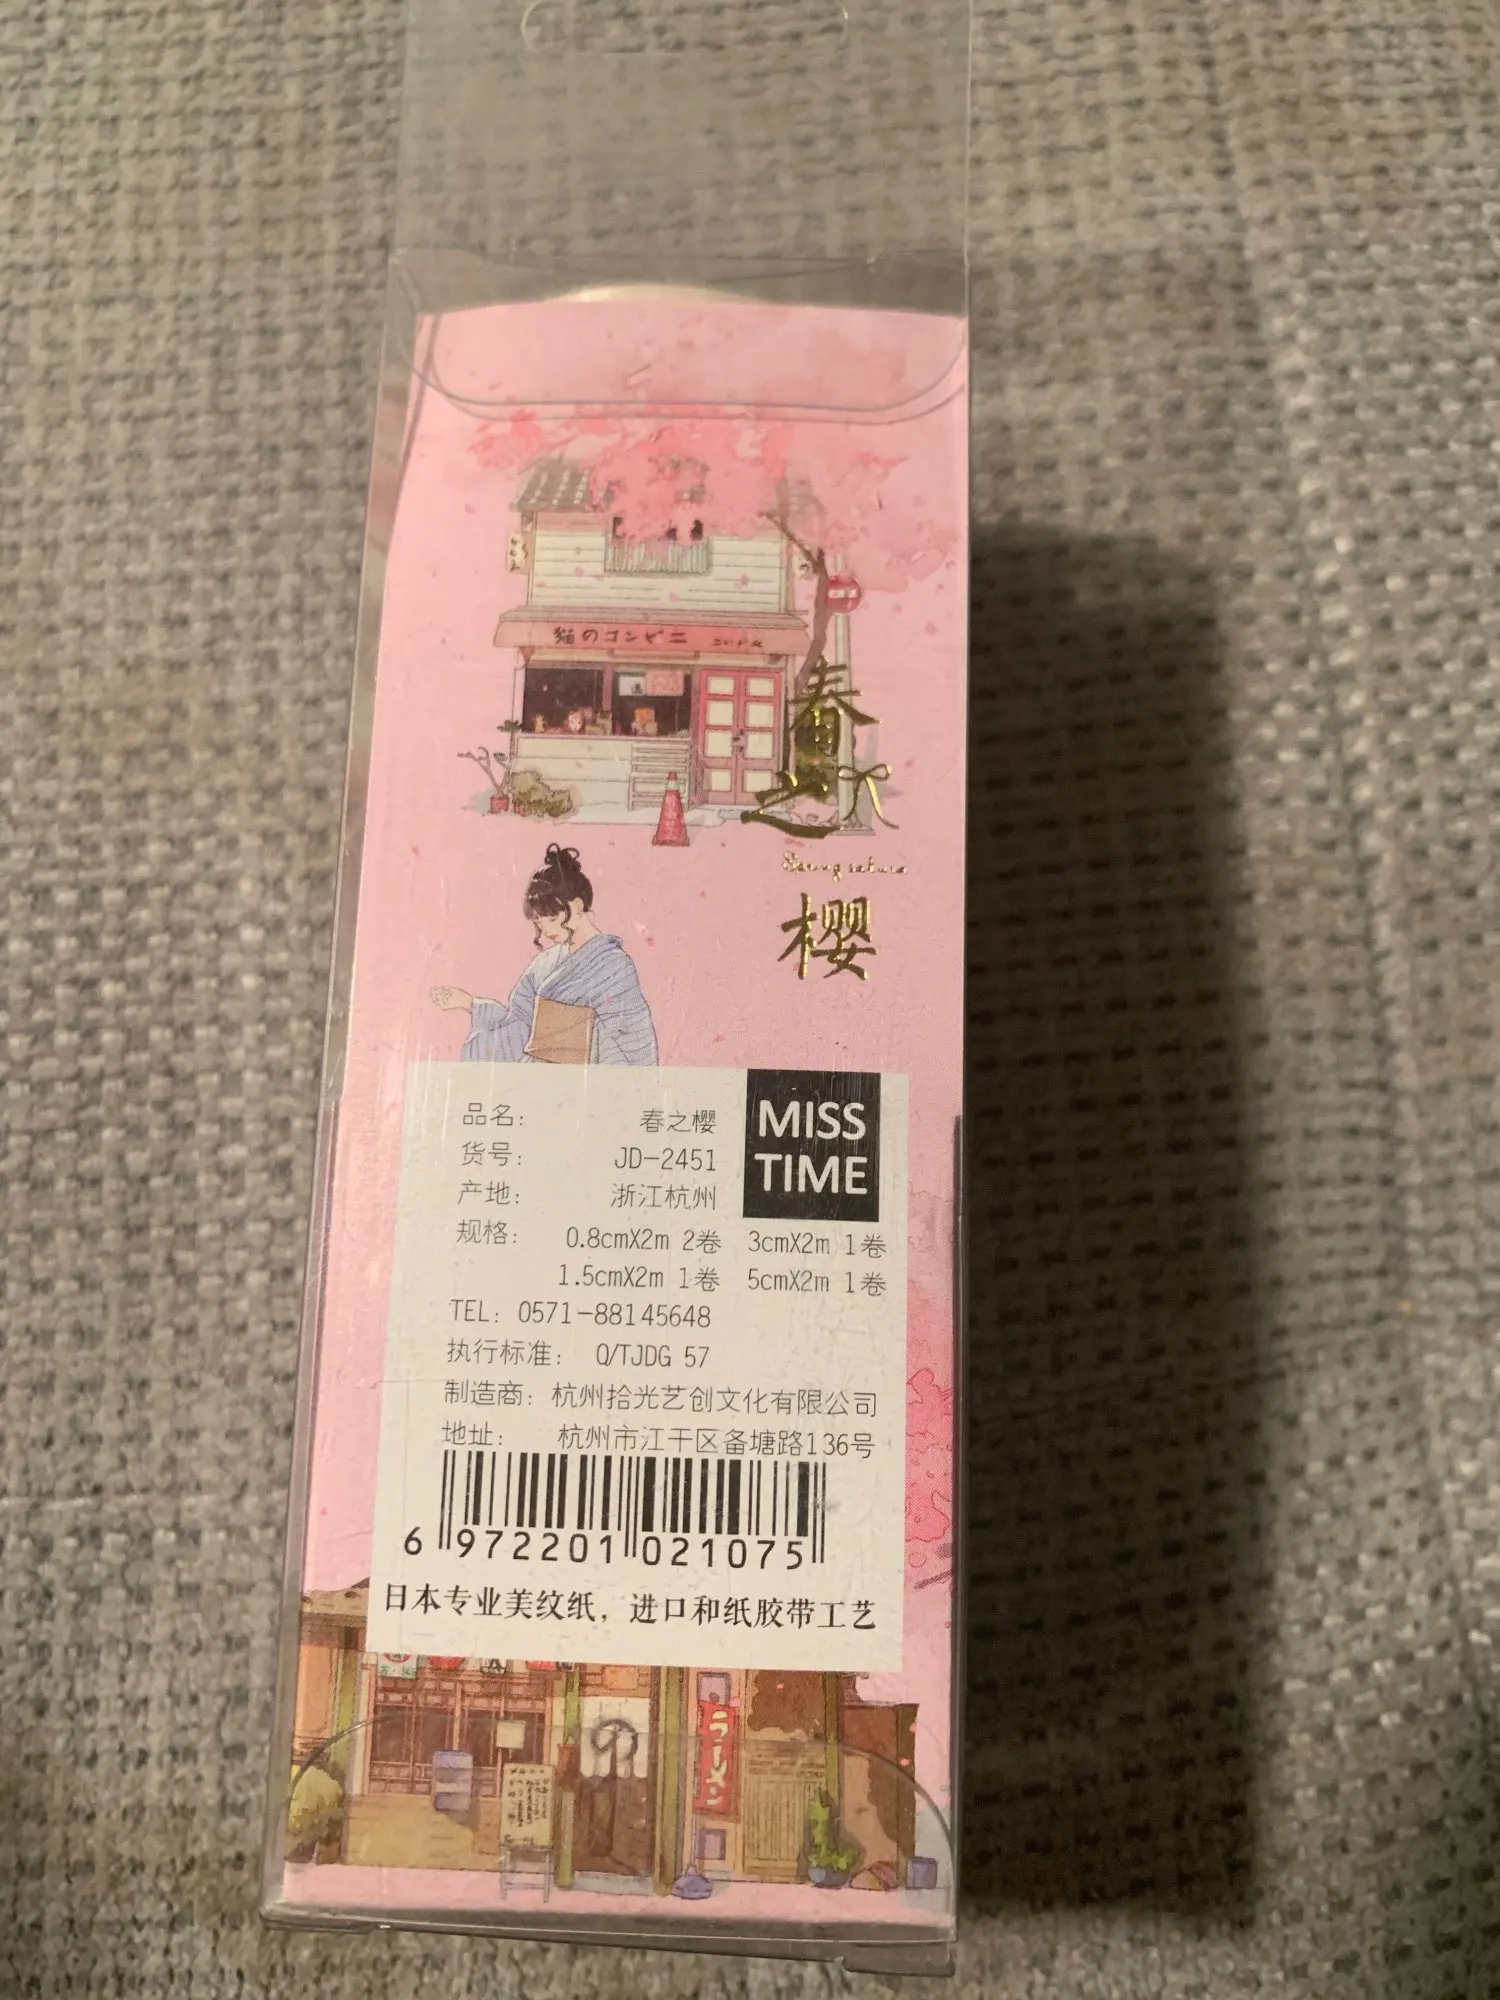 猫のコンビニ
春
之
Spring sakura
櫻
MISS
TIME
品名: 春之樱
货号: JD-2451
产地: 浙江杭州
规格: 0.8cmX2m 2卷 3cmX2m 1卷
1.5cmX2m 1卷 5cmX2m 1卷
TEL: 0571-88145648
执行标准: Q/TJDG 57
制造商: 杭州拾光艺创文化有限公司
地址: 杭州市江干区备塘路136号
6 972201 021075
日本专业美纹纸，进口和纸胶带工艺
ラーメン